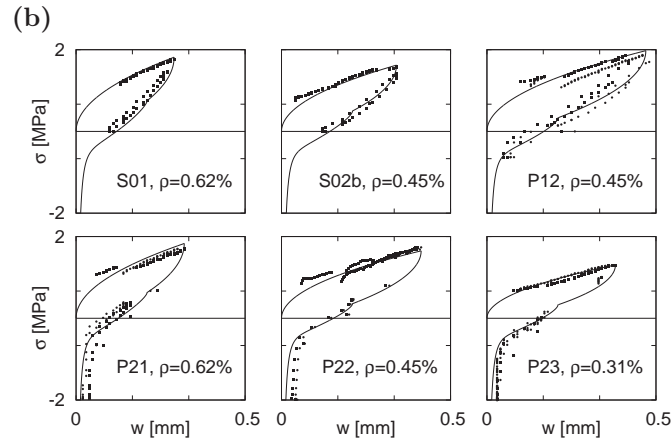 (b)
2
σ [MPa]
-2
S01, ρ=0.62%
S02b, ρ=0.45%
P12, ρ=0.45%
2
σ [MPa]
-2
P21, ρ=0.62%
P22, ρ=0.45%
P23, ρ=0.31%
0 0.5 0 0.5 0 0.5
w [mm] w [mm] w [mm]